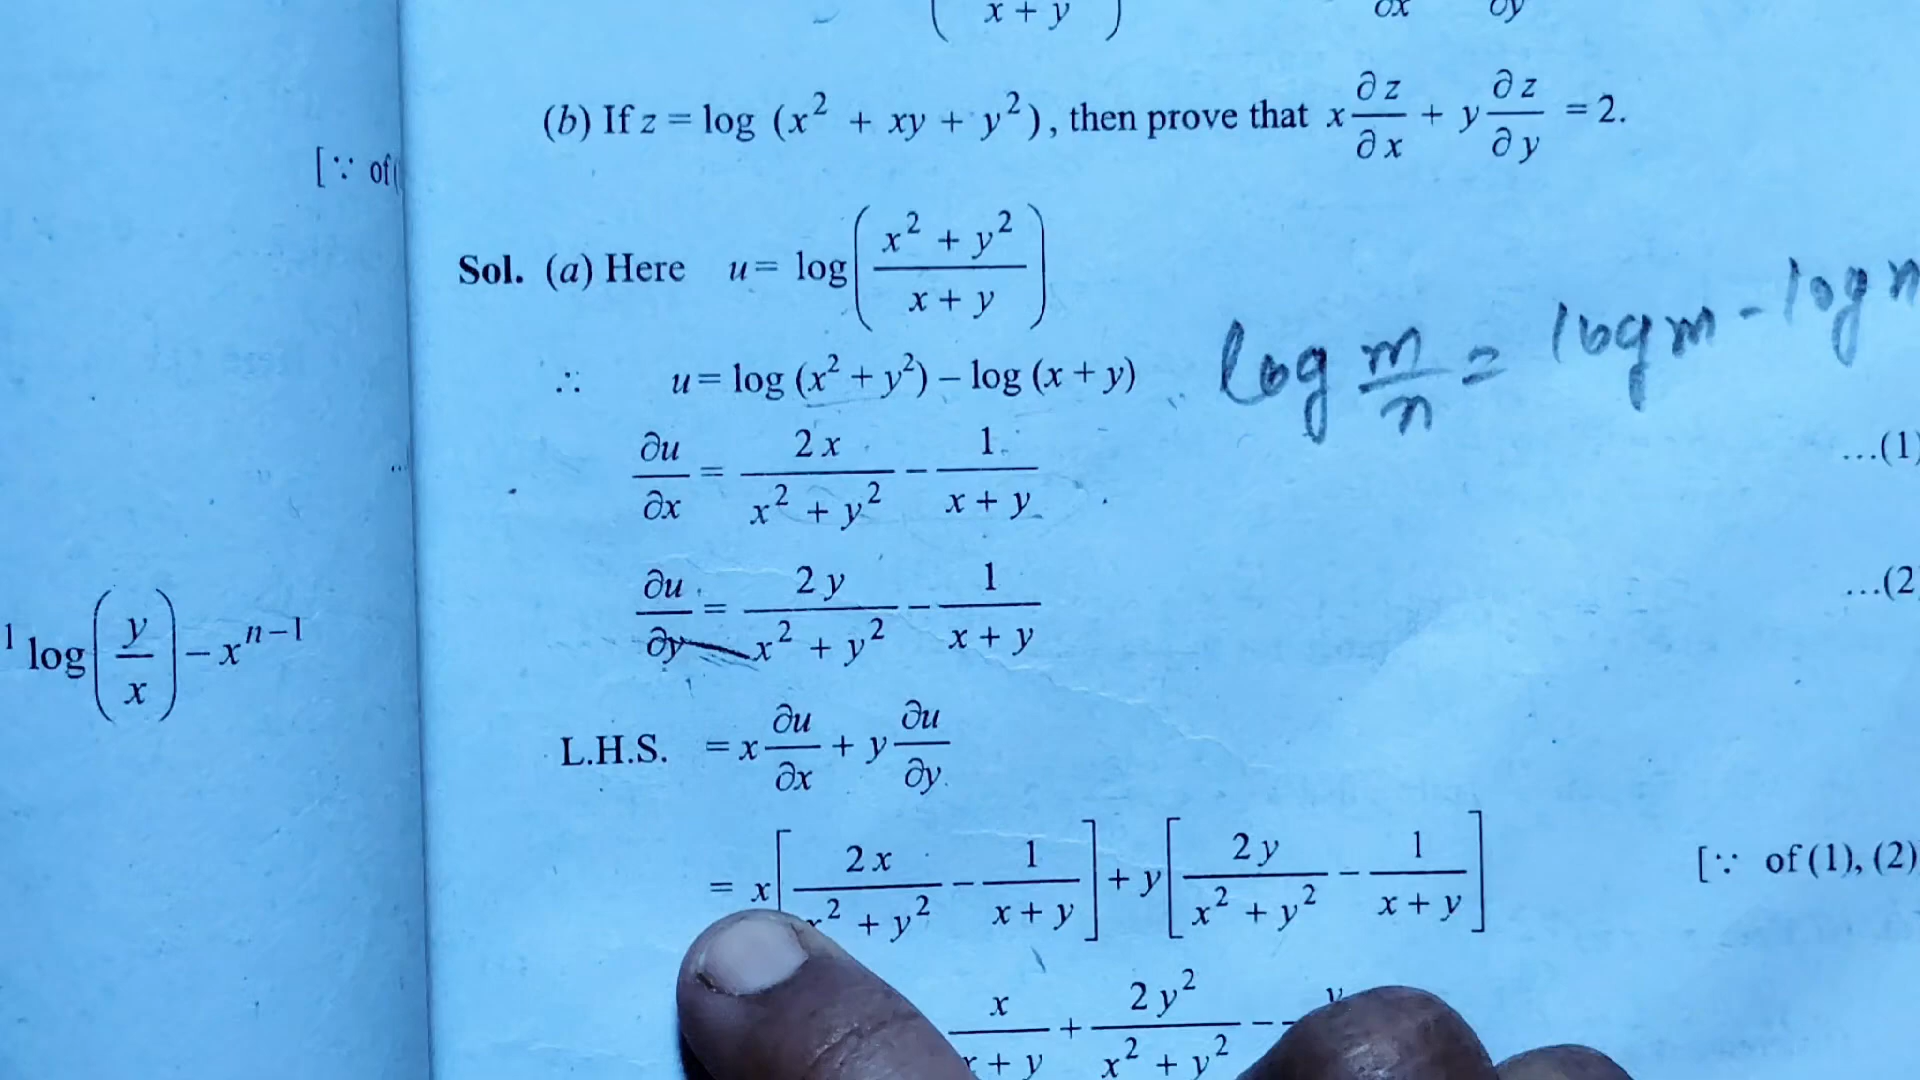 x + y ∂x ∂y
(b) If z = log (x² + xy + y²), then prove that x ∂z/∂x + y ∂z/∂y = 2.
[∵ of
Sol. (a) Here u = log ( (x² + y²) / (x + y) )
∴ u = log (x² + y²) – log (x + y)
log m/n = log m - log n
∂u/∂x = 2x/(x² + y²) – 1/(x + y) ...(1)
∂u/∂y = 2y/(x² + y²) – 1/(x + y) ...(2)
1 log (y/x) – x^(n–1)
L.H.S. = x ∂u/∂x + y ∂u/∂y
= x [ 2x/(x² + y²) – 1/(x + y) ] + y [ 2y/(x² + y²) – 1/(x + y) ] [∵ of (1), (2)
x/(x + y) + 2y²/(x² + y²) – y